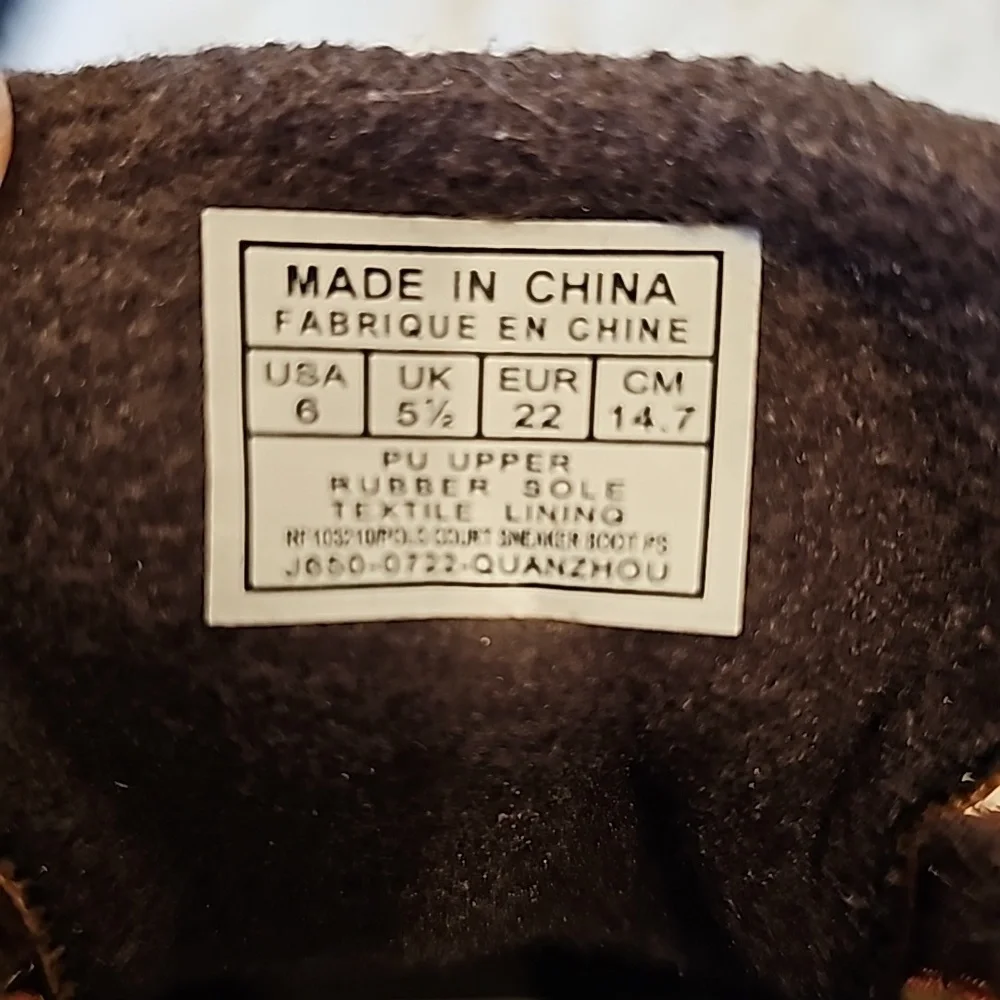 MADE IN CHINA
FABRIQUE EN CHINE
USA UK EUR CM
6 5½ 22 14.7
PU UPPER
RUBBER SOLE
TEXTILE LINING
COURT SNEAKER BOOT PS
J650-0722-QUANZHOU